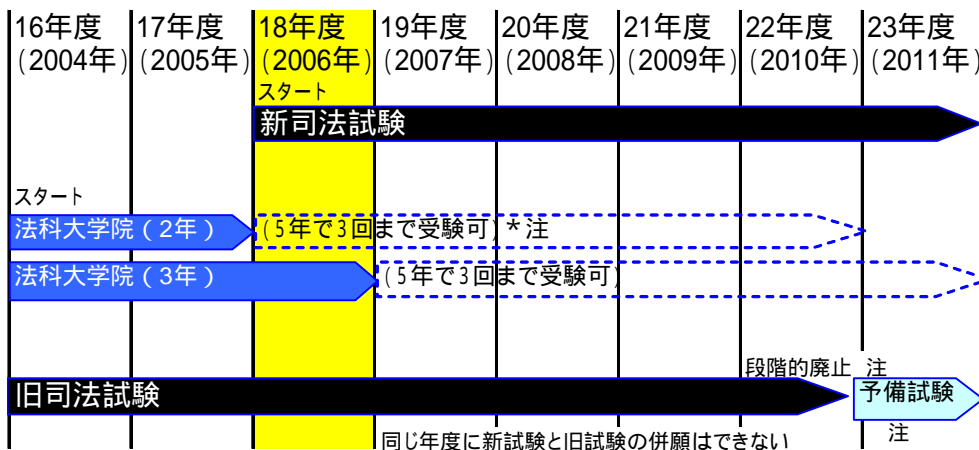 16年度 17年度 18年度 19年度 20年度 21年度 22年度 23年度
(2004年) (2005年) (2006年) (2007年) (2008年) (2009年) (2010年) (2011年)
スタート
新司法試験
スタート
法科大学院(2年) (5年で3回まで受験可)*注
法科大学院(3年) (5年で3回まで受験可)
段階的廃止 注
旧司法試験 予備試験
注
同じ年度に新試験と旧試験の併願はできない